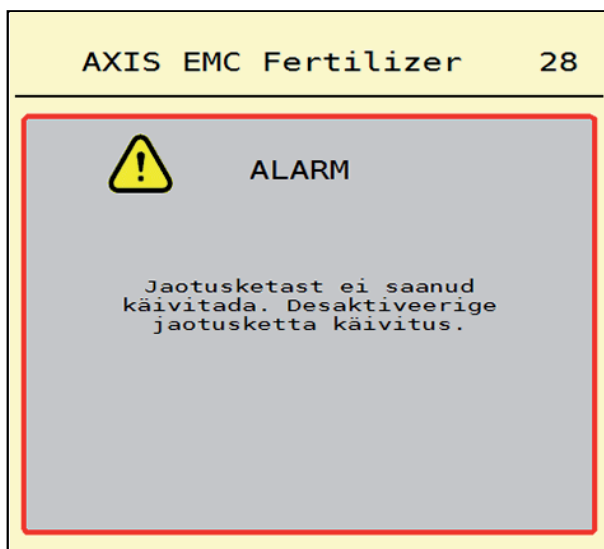 AXIS EMC Fertilizer 28
ALARM
Jaotusketast ei saanud
käivitada. Desaktiveerige
jaotusketta käivitus.